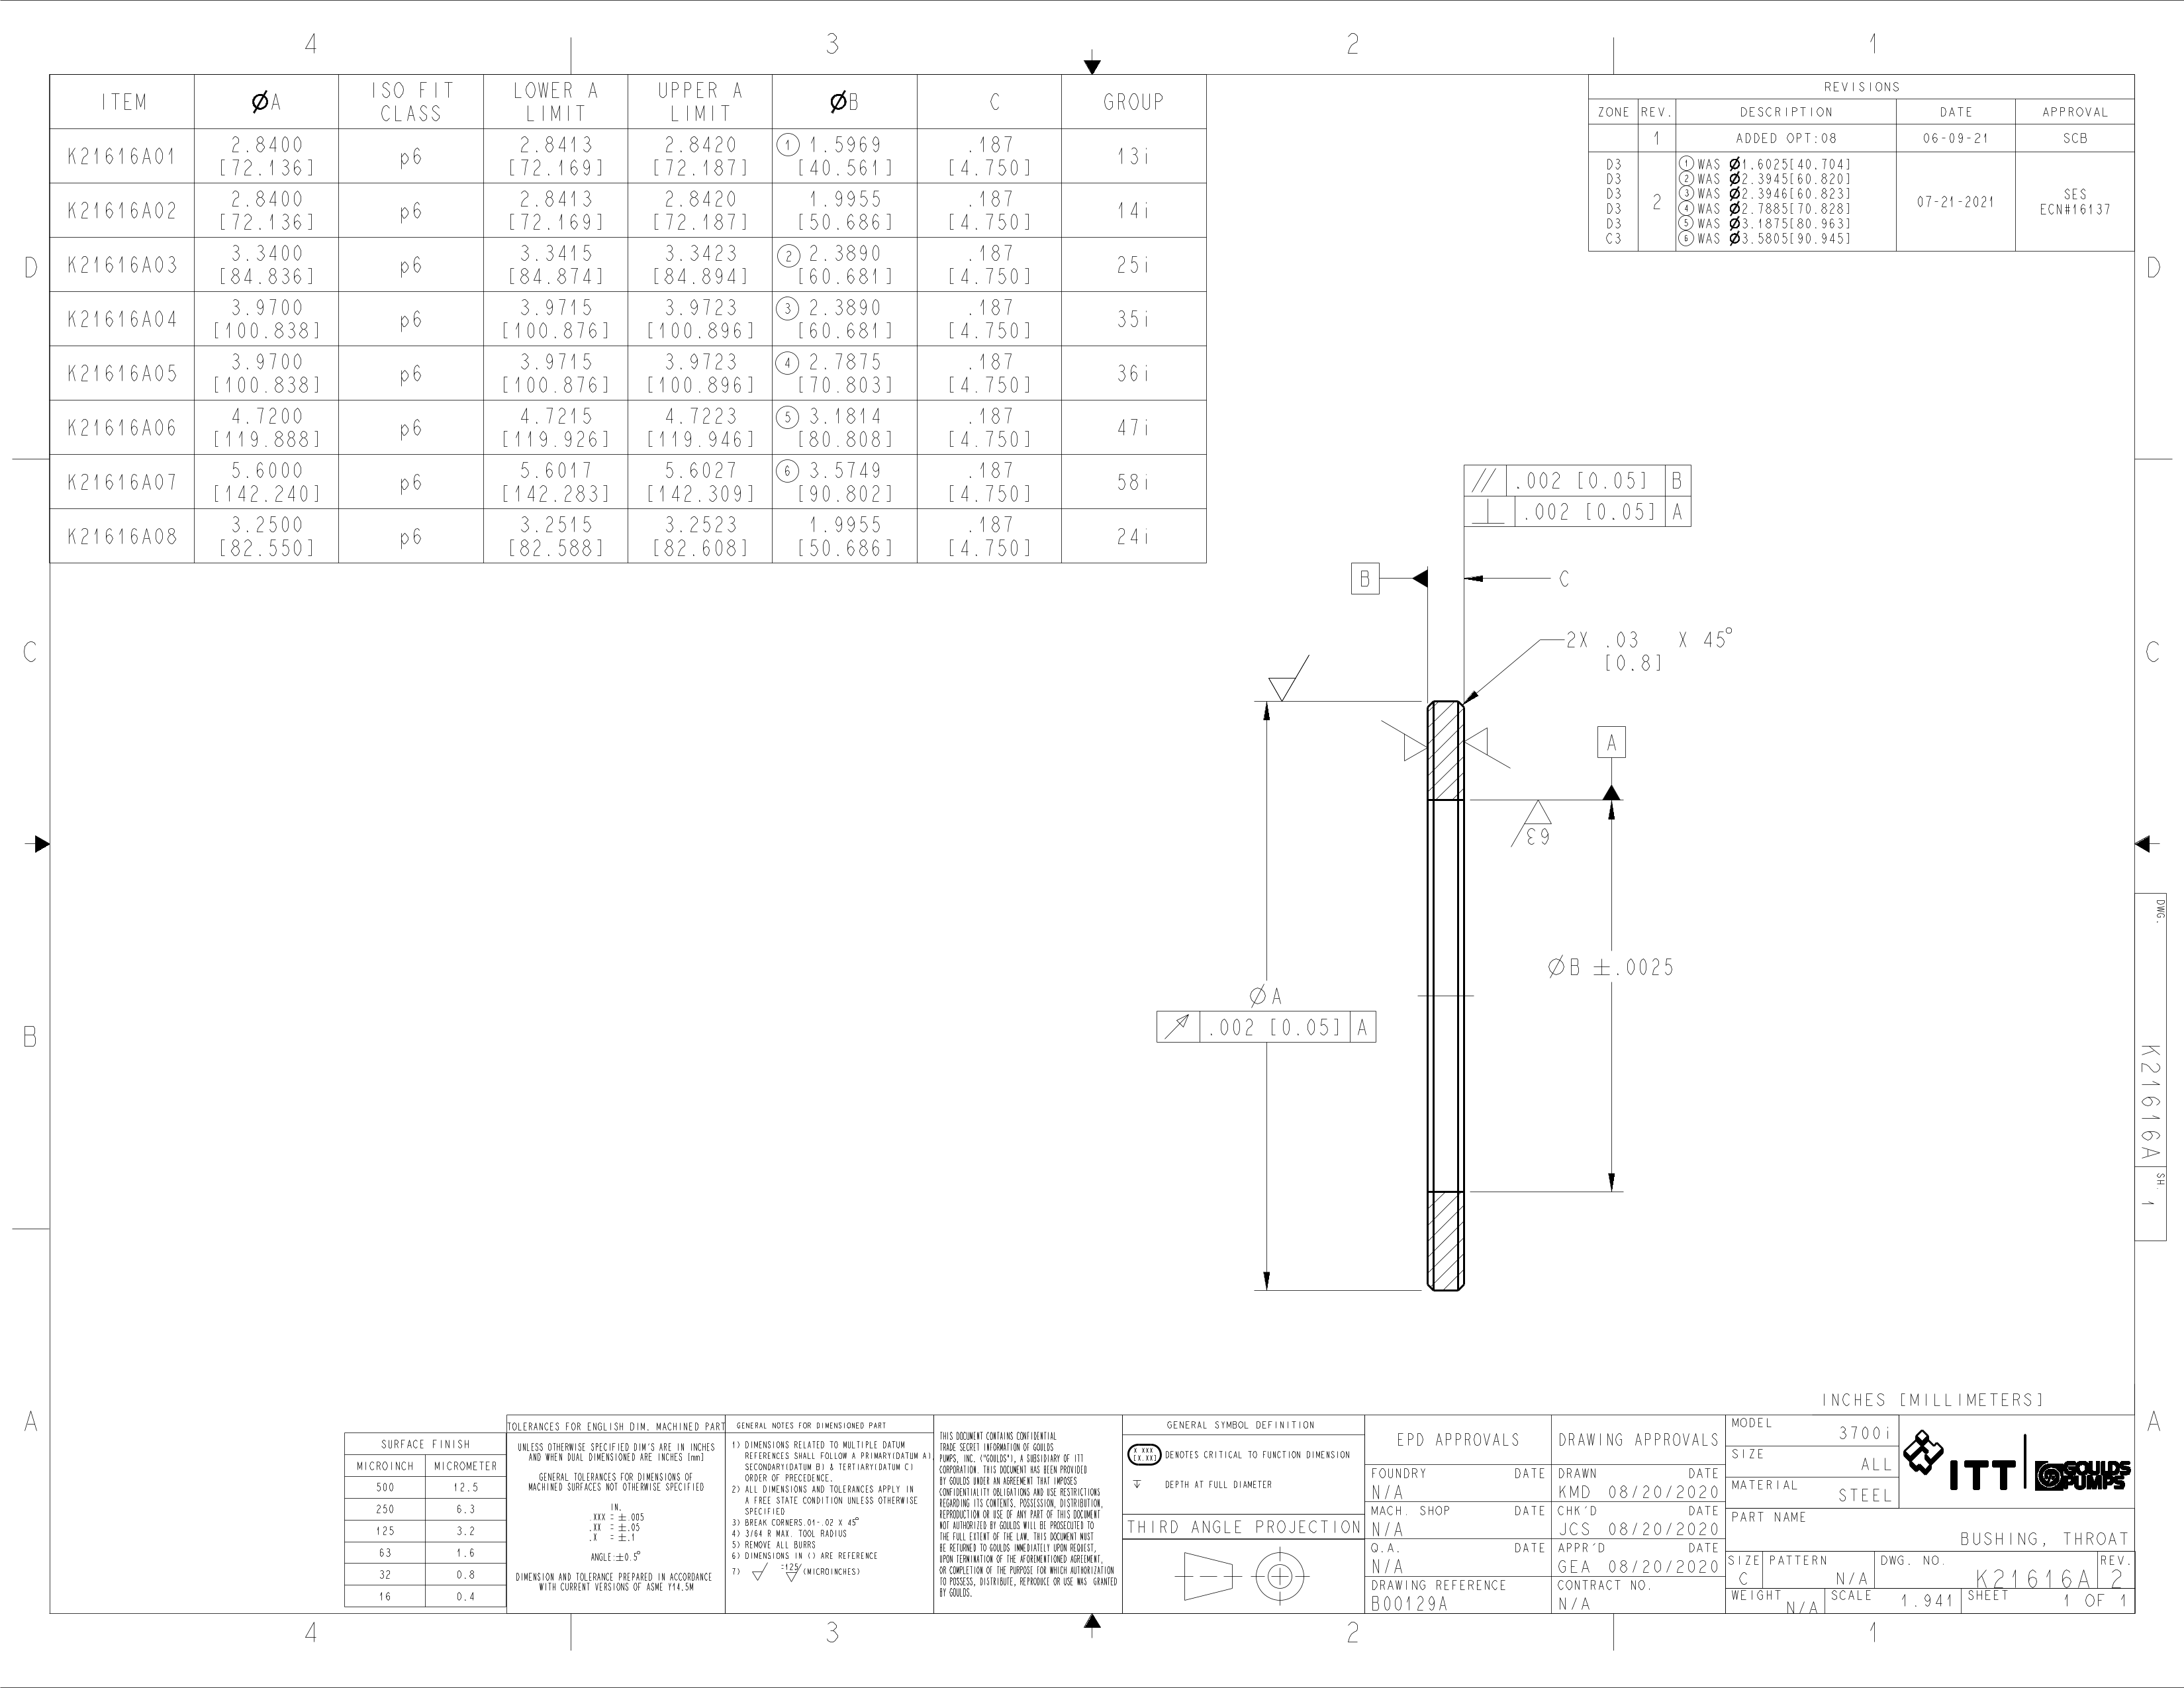 4 3 2 1
ITEM ØA ISO FIT CLASS LOWER A LIMIT UPPER A LIMIT ØB C GROUP
K21616A01 2.8400 [72.136] p6 2.8413 [72.169] 2.8420 [72.187] 1 1.5969 [40.561] .187 [4.750] 13i
K21616A02 2.8400 [72.136] p6 2.8413 [72.169] 2.8420 [72.187] 1.9955 [50.686] .187 [4.750] 14i
K21616A03 3.3400 [84.836] p6 3.3415 [84.874] 3.3423 [84.894] 2 2.3890 [60.681] .187 [4.750] 25i
K21616A04 3.9700 [100.838] p6 3.9715 [100.876] 3.9723 [100.896] 3 2.3890 [60.681] .187 [4.750] 35i
K21616A05 3.9700 [100.838] p6 3.9715 [100.876] 3.9723 [100.896] 4 2.7875 [70.803] .187 [4.750] 36i
K21616A06 4.7200 [119.888] p6 4.7215 [119.926] 4.7223 [119.946] 5 3.1814 [80.808] .187 [4.750] 47i
K21616A07 5.6000 [142.240] p6 5.6017 [142.283] 5.6027 [142.309] 6 3.5749 [90.802] .187 [4.750] 58i
K21616A08 3.2500 [82.550] p6 3.2515 [82.588] 3.2523 [82.608] 1.9955 [50.686] .187 [4.750] 24i
REVISIONS
ZONE REV. DESCRIPTION DATE APPROVAL
1 ADDED OPT:08 06-09-21 SCB
D3 1 WAS Ø1.6025[40.704]
D3 2 WAS Ø2.3945[60.820]
D3 3 WAS Ø2.3946[60.823]
D3 4 WAS Ø2.7885[70.828]
D3 5 WAS Ø3.1875[80.963]
C3 6 WAS Ø3.5805[90.945]
2 07-21-2021 SES ECN#16137
D D
// .002 [0.05] B
⊥ .002 [0.05] A
B C
2X .03 X 45°
[0.8]
C C
A
63
ØB ±.0025
ØA
↗ .002 [0.05] A
B
DWG.
K21616A
SH.
1
A A
INCHES [MILLIMETERS]
SURFACE FINISH
MICROINCH MICROMETER
500 12.5
250 6.3
125 3.2
63 1.6
32 0.8
16 0.4
TOLERANCES FOR ENGLISH DIM. MACHINED PART
UNLESS OTHERWISE SPECIFIED DIM'S ARE IN INCHES
AND WHEN DUAL DIMENSIONED ARE INCHES [mm]
GENERAL TOLERANCES FOR DIMENSIONS OF
MACHINED SURFACES NOT OTHERWISE SPECIFIED
IN.
.XXX = ±.005
.XX = ±.05
.X = ±.1
ANGLE:±0.5°
DIMENSION AND TOLERANCE PREPARED IN ACCORDANCE
WITH CURRENT VERSIONS OF ASME Y14.5M
GENERAL NOTES FOR DIMENSIONED PART
1) DIMENSIONS RELATED TO MULTIPLE DATUM
REFERENCES SHALL FOLLOW A PRIMARY(DATUM A)
SECONDARY(DATUM B) & TERTIARY(DATUM C)
ORDER OF PRECEDENCE.
2) ALL DIMENSIONS AND TOLERANCES APPLY IN
A FREE STATE CONDITION UNLESS OTHERWISE
SPECIFIED
3) BREAK CORNERS.01-.02 X 45°
4) 3/64 R MAX. TOOL RADIUS
5) REMOVE ALL BURRS
6) DIMENSIONS IN () ARE REFERENCE
7) =125 (MICROINCHES)
THIS DOCUMENT CONTAINS CONFIDENTIAL
TRADE SECRET INFORMATION OF GOULDS
PUMPS, INC. ("GOULDS"), A SUBSIDIARY OF ITT
CORPORATION. THIS DOCUMENT HAS BEEN PROVIDED
BY GOULDS UNDER AN AGREEMENT THAT IMPOSES
CONFIDENTIALITY OBLIGATIONS AND USE RESTRICTIONS
REGARDING ITS CONTENTS. POSSESSION, DISTRIBUTION,
REPRODUCTION OR USE OF ANY PART OF THIS DOCUMENT
NOT AUTHORIZED BY GOULDS WILL BE PROSECUTED TO
THE FULL EXTENT OF THE LAW. THIS DOCUMENT MUST
BE RETURNED TO GOULDS IMMEDIATELY UPON REQUEST,
UPON TERMINATION OF THE AFOREMENTIONED AGREEMENT,
OR COMPLETION OF THE PURPOSE FOR WHICH AUTHORIZATION
TO POSSESS, DISTRIBUTE, REPRODUCE OR USE WAS GRANTED
BY GOULDS.
GENERAL SYMBOL DEFINITION
X.XXX [X.XX] DENOTES CRITICAL TO FUNCTION DIMENSION
DEPTH AT FULL DIAMETER
THIRD ANGLE PROJECTION
EPD APPROVALS
FOUNDRY DATE
N/A
MACH. SHOP DATE
N/A
Q.A. DATE
N/A
DRAWING REFERENCE
B00129A
DRAWING APPROVALS
DRAWN DATE
KMD 08/20/2020
CHK'D DATE
JCS 08/20/2020
APPR'D DATE
GEA 08/20/2020
CONTRACT NO.
N/A
MODEL 3700i
SIZE ALL
MATERIAL STEEL
ITT GOULDS PUMPS
PART NAME
BUSHING, THROAT
SIZE C PATTERN N/A DWG. NO. K21616A REV. 2
WEIGHT N/A SCALE 1.941 SHEET 1 OF 1
4 3 2 1